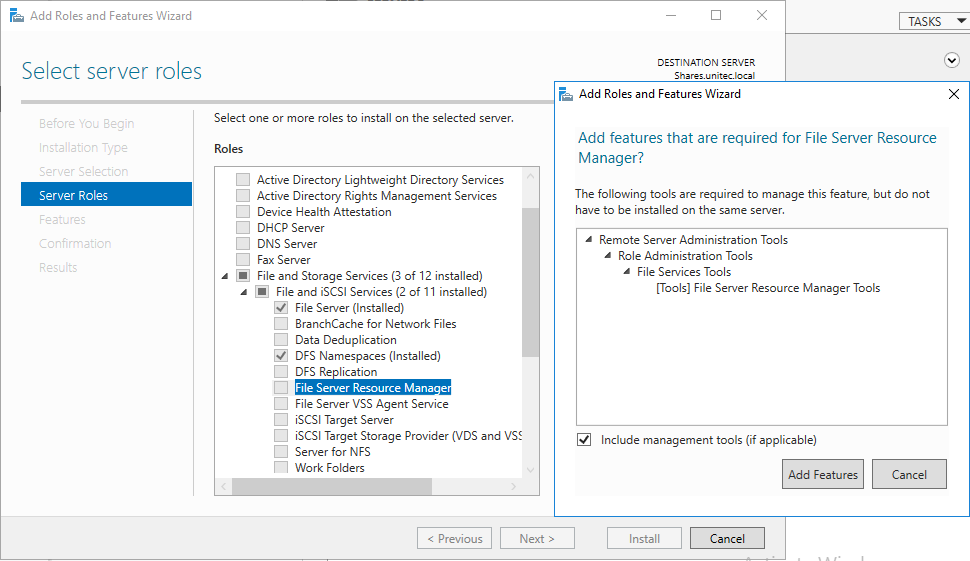 Add Roles and Features Wizard
TASKS
Select server roles
DESTINATION SERVER
Shares.unitec.local
Before You Begin
Installation Type
Server Selection
Server Roles
Features
Confirmation
Results
Select one or more roles to install on the selected server.
Roles
Active Directory Lightweight Directory Services
Active Directory Rights Management Services
Device Health Attestation
DHCP Server
DNS Server
Fax Server
File and Storage Services (3 of 12 installed)
File and iSCSI Services (2 of 11 installed)
File Server (Installed)
BranchCache for Network Files
Data Deduplication
DFS Namespaces (Installed)
DFS Replication
File Server Resource Manager
File Server VSS Agent Service
iSCSI Target Server
iSCSI Target Storage Provider (VDS and VSS
Server for NFS
Work Folders
< Previous
Next >
Install
Cancel
Add Roles and Features Wizard
Add features that are required for File Server Resource
Manager?
The following tools are required to manage this feature, but do not
have to be installed on the same server.
Remote Server Administration Tools
Role Administration Tools
File Services Tools
[Tools] File Server Resource Manager Tools
Include management tools (if applicable)
Add Features
Cancel